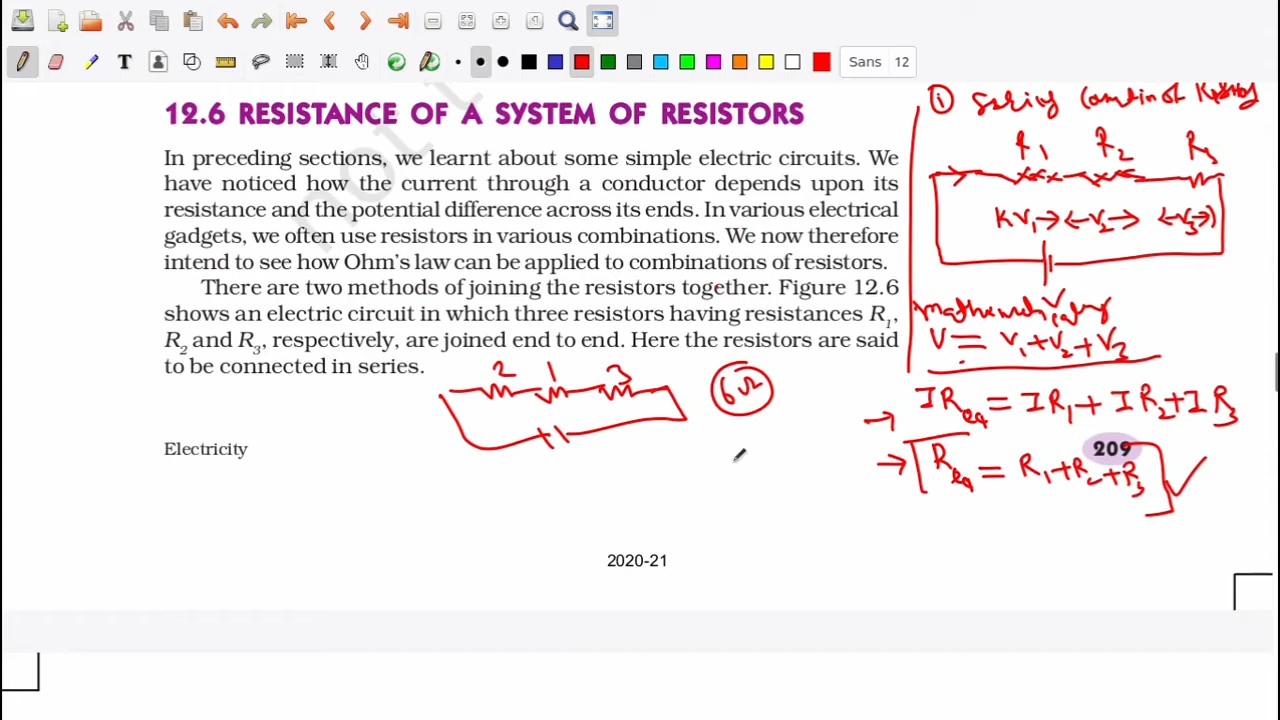 Sans 12
12.6 RESISTANCE OF A SYSTEM OF RESISTORS
In preceding sections, we learnt about some simple electric circuits. We
have noticed how the current through a conductor depends upon its
resistance and the potential difference across its ends. In various electrical
gadgets, we often use resistors in various combinations. We now therefore
intend to see how Ohm's law can be applied to combinations of resistors.
There are two methods of joining the resistors together. Figure 12.6
shows an electric circuit in which three resistors having resistances R₁,
R₂ and R₃, respectively, are joined end to end. Here the resistors are said
to be connected in series.
2 1 3 6Ω
Electricity
209
2020-21
not
① Series
R₁ R₂ R₃
V₁ V₂ V₃
V
V = V₁+V₂+V₃
→ IReq = IR₁ + IR₂ + IR₃
→ Req = R₁+R₂+R₃ ✓